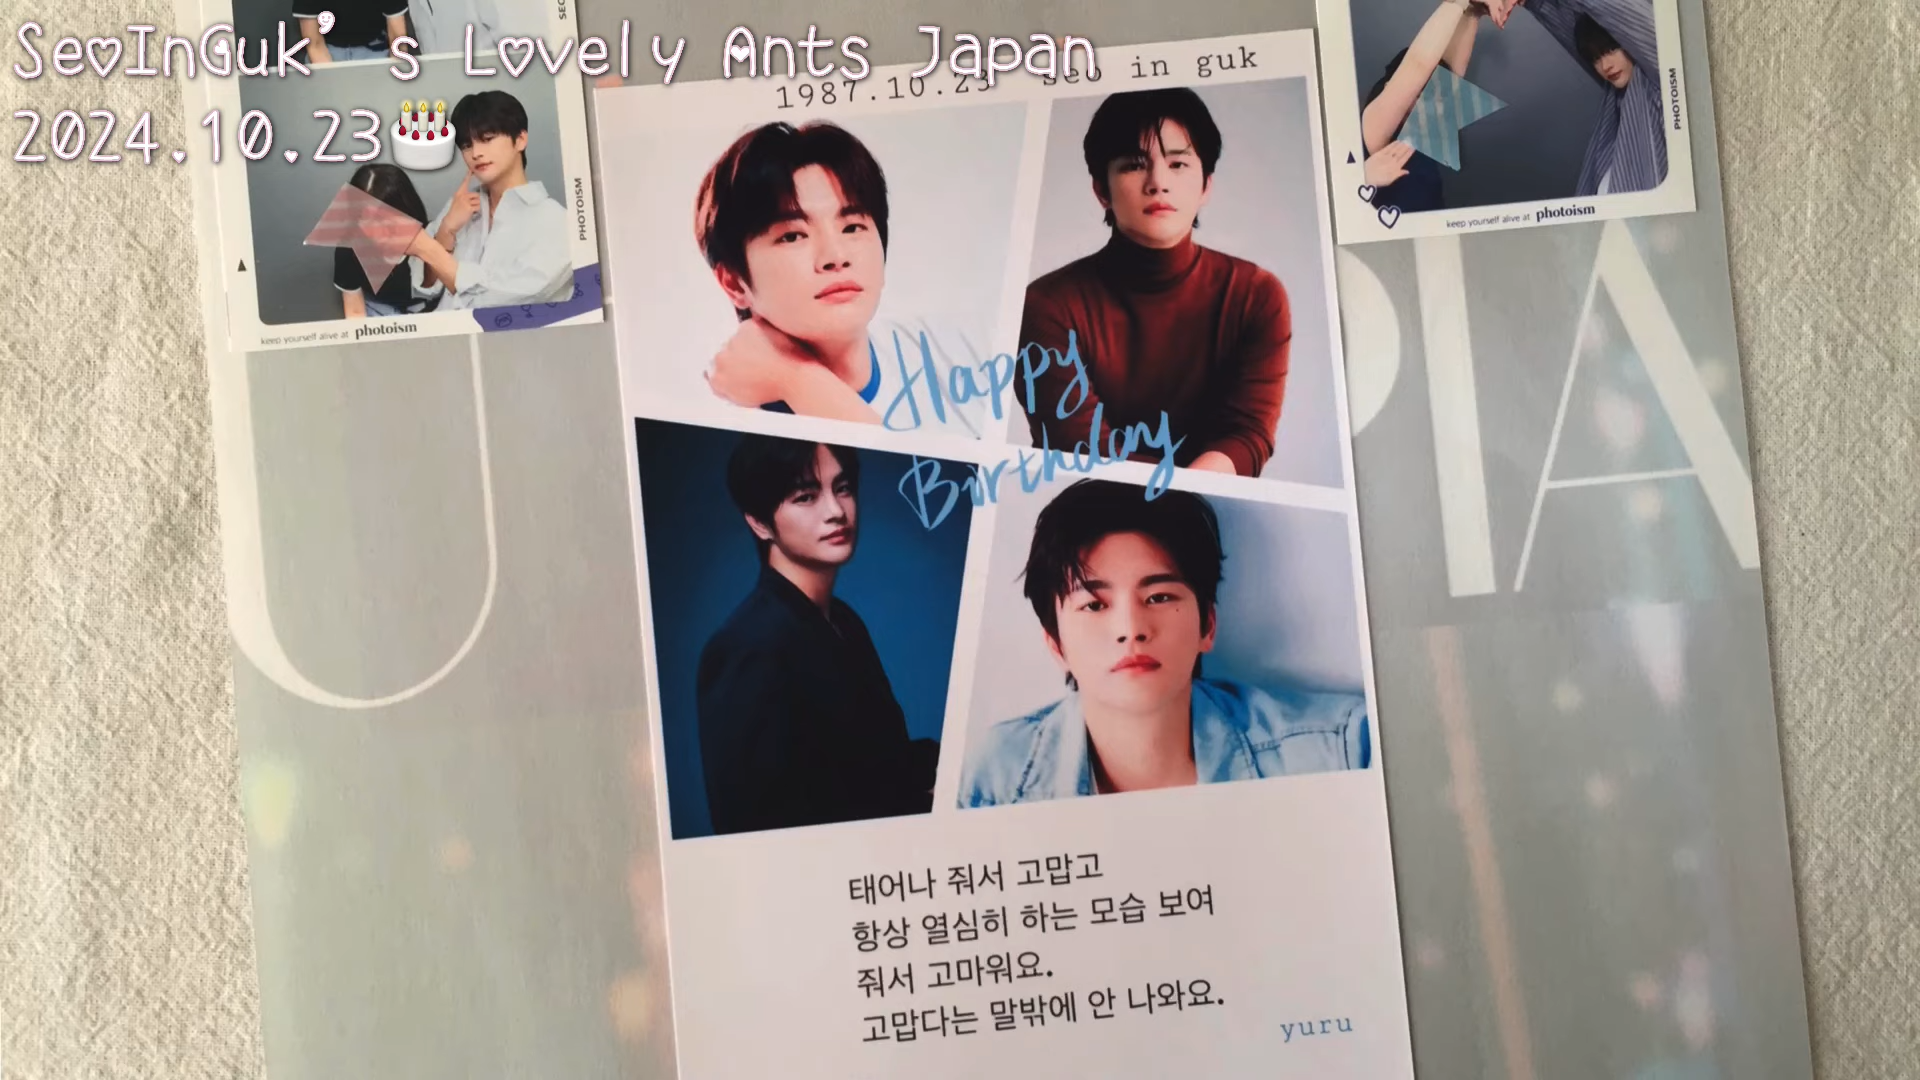 SeoInGuk's Lovely Ants Japan
2024.10.23
1987.10.23 seo in guk
PHOTOISM
keep yourself alive at photoism
PHOTOISM
keep yourself alive at photoism
Happy
Birthday
U
PIA
태어나 줘서 고맙고
항상 열심히 하는 모습 보여
줘서 고마워요.
고맙다는 말밖에 안 나와요.
yuru